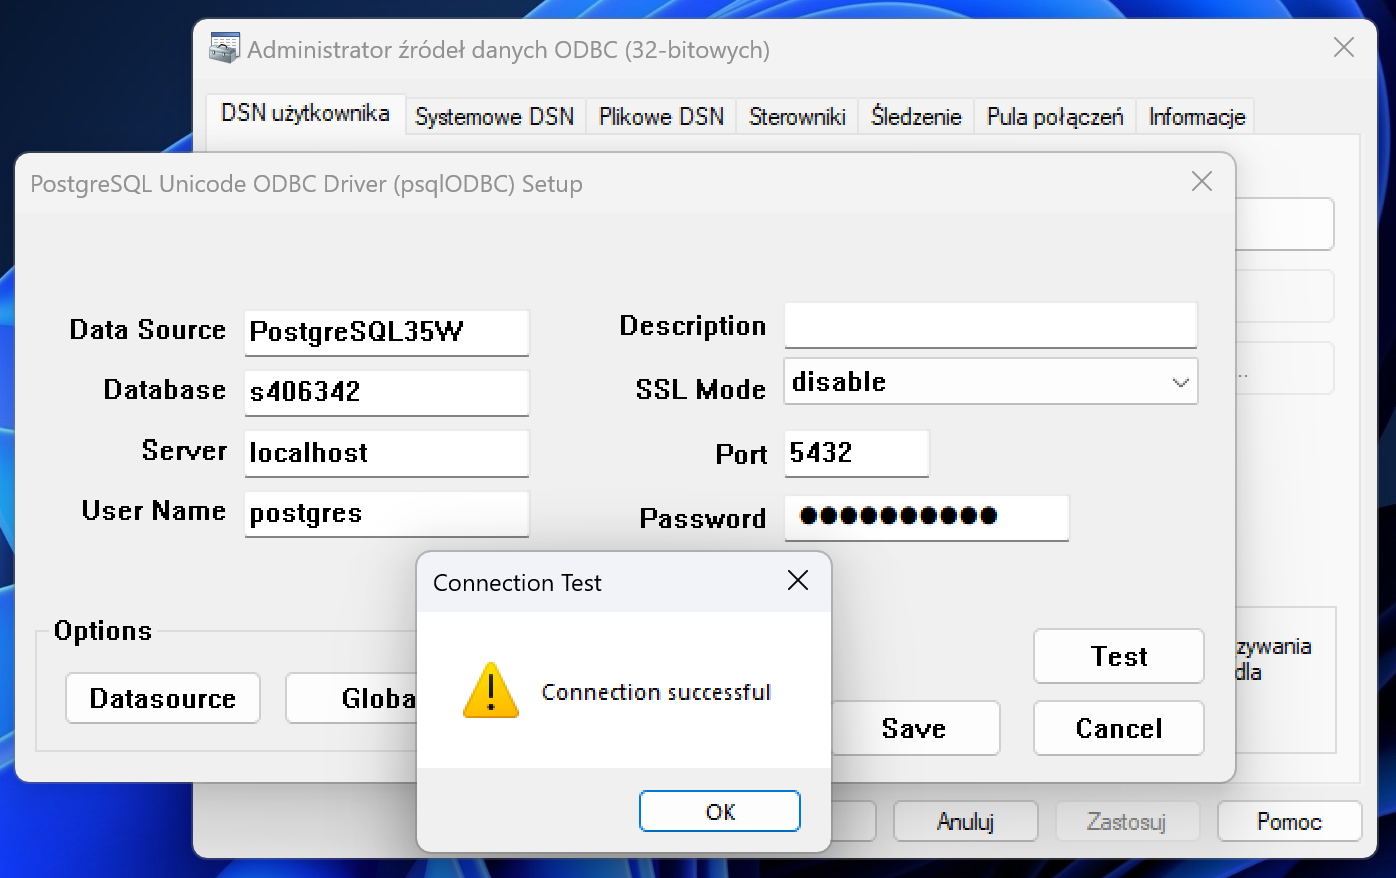 Administrator źródeł danych ODBC (32-bitowych)
DSN użytkownika Systemowe DSN Plikowe DSN Sterowniki Śledzenie Pula połączeń Informacje
PostgreSQL Unicode ODBC Driver (psqlODBC) Setup
Data Source PostgreSQL35W
Description
Database s406342
SSL Mode disable
Server localhost
Port 5432
User Name postgres
Password ●●●●●●●●●●
Connection Test
Connection successful
OK
Options
Datasource Globa
Test
Save Cancel
..
zywania
dla
Anuluj Zastosuj Pomoc